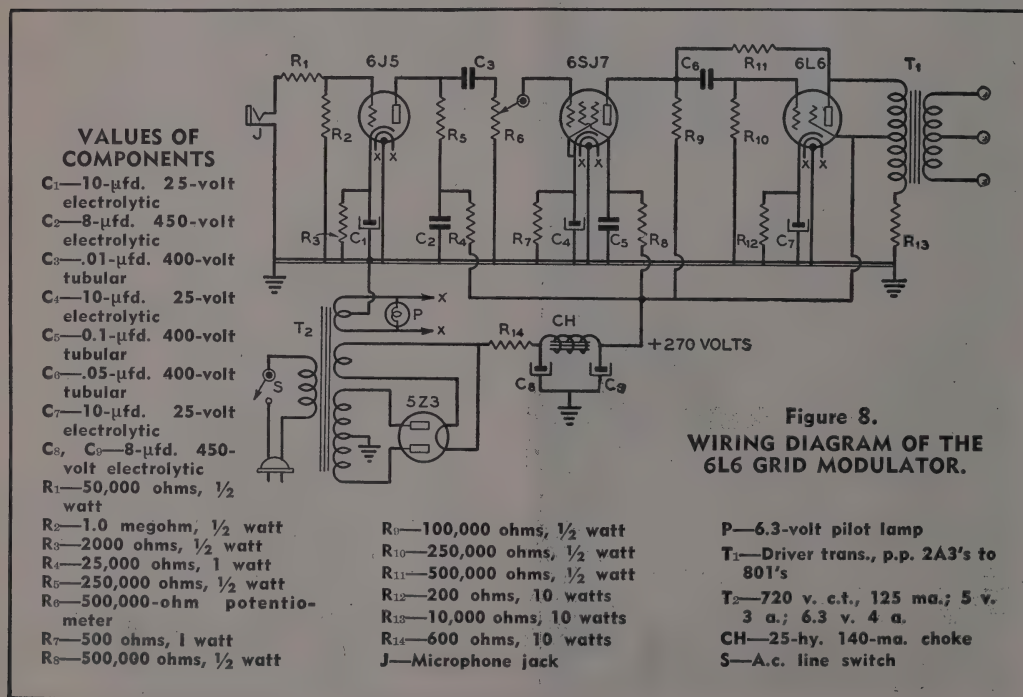 R1
6J5
C3
6SJ7
C6
R11
6L6
T1
J
R2
R5
R6
R9
R10
X X
X X
X X
R3
C1
C2
R4
R7
C4
C5
R8
R12
C7
R13
T2
X
P
X
R14
CH
+270 VOLTS
C8
C9
S
5Z3
VALUES OF
COMPONENTS
C1—10-μfd. 25-volt
electrolytic
C2—8-μfd. 450-volt
electrolytic
C3—.01-μfd. 400-volt
tubular
C4—10-μfd. 25-volt
electrolytic
C5—0.1-μfd. 400-volt
tubular
C6—.05-μfd. 400-volt
tubular
C7—10-μfd. 25-volt
electrolytic
C8, C9—8-μfd. 450-
volt electrolytic
R1—50,000 ohms, ½
watt
R2—1.0 megohm, ½ watt
R3—2000 ohms, ½ watt
R4—25,000 ohms, 1 watt
R5—250,000 ohms, ½ watt
R6—500,000-ohm potentio-
meter
R7—500 ohms, 1 watt
R8—500,000 ohms, ½ watt
R9—100,000 ohms, ½ watt
R10—250,000 ohms, ½ watt
R11—500,000 ohms, ½ watt
R12—200 ohms, 10 watts
R13—10,000 ohms, 10 watts
R14—600 ohms, 10 watts
J—Microphone jack
Figure 8.
WIRING DIAGRAM OF THE
6L6 GRID MODULATOR.
P—6.3-volt pilot lamp
T1—Driver trans., p.p. 2A3's to
801's
T2—720 v. c.t., 125 ma.; 5 v.
3 a.; 6.3 v. 4 a.
CH—25-hy. 140-ma. choke
S—A.c. line switch